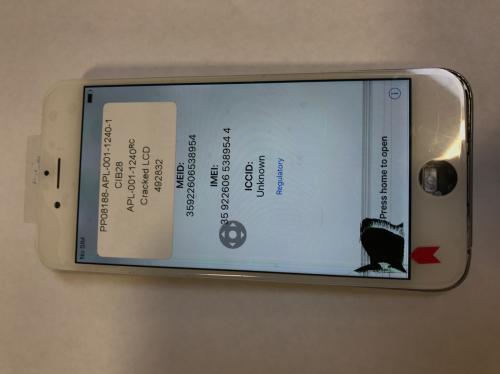 No SIM
PP08188-APL-001-1240-1
CIB28
APL-001-1240RC
Cracked LCD
492832
MEID:
35922606538954
IMEI:
35 922606 538954 4
ICCID:
Unknown
Regulatory
Press home to open